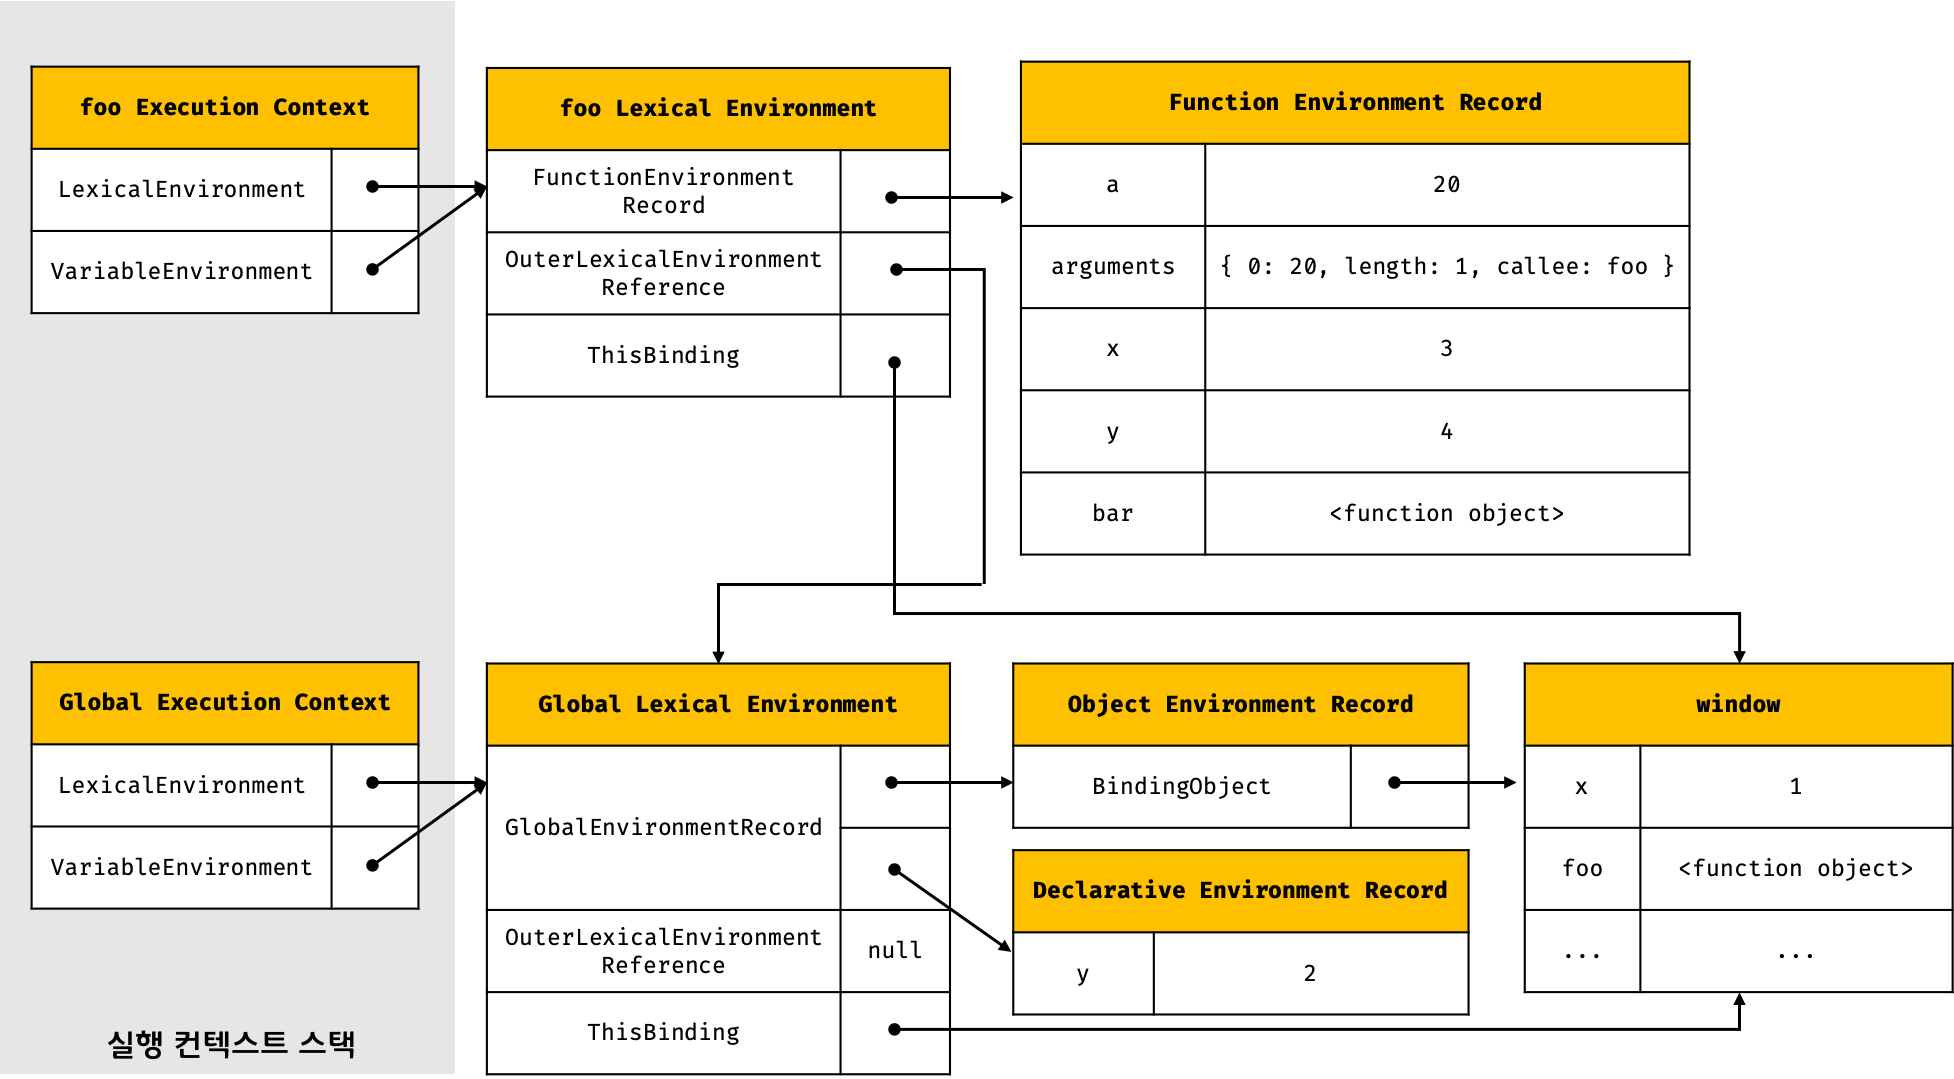 foo Execution Context
LexicalEnvironment
VariableEnvironment
foo Lexical Environment
FunctionEnvironment
Record
OuterLexicalEnvironment
Reference
ThisBinding
Function Environment Record
a 20
arguments { 0: 20, length: 1, callee: foo }
x 3
y 4
bar <function object>
Global Execution Context
LexicalEnvironment
VariableEnvironment
Global Lexical Environment
GlobalEnvironmentRecord
OuterLexicalEnvironment
Reference
null
ThisBinding
Object Environment Record
BindingObject
Declarative Environment Record
y 2
window
x 1
foo <function object>
... ...
실행 컨텍스트 스택